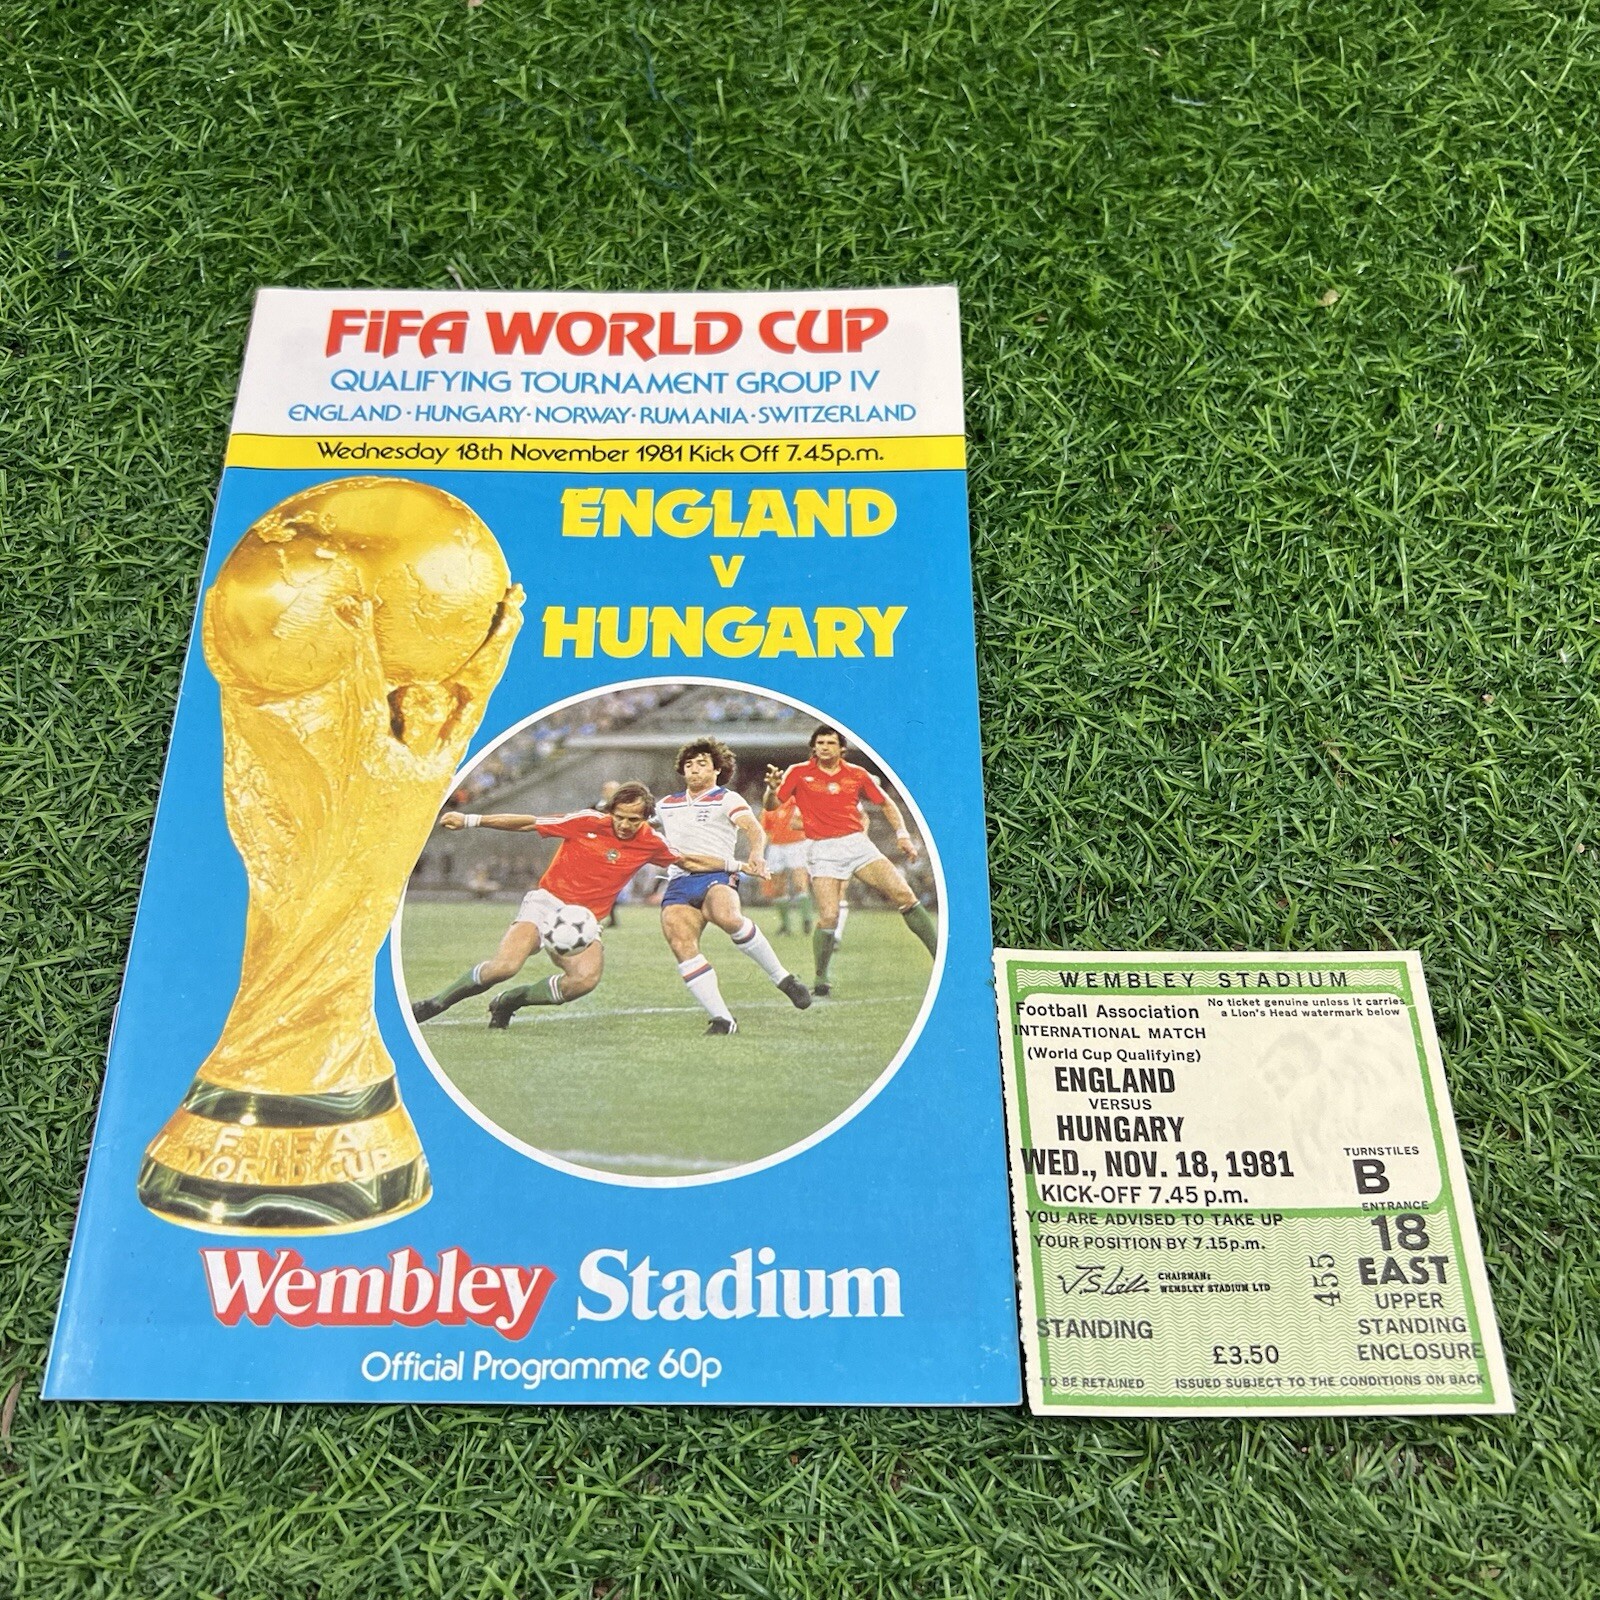 FIFA WORLD CUP
QUALIFYING TOURNAMENT GROUP IV
ENGLAND · HUNGARY · NORWAY · RUMANIA · SWITZERLAND
Wednesday 18th November 1981 Kick Off 7.45p.m.
ENGLAND
V
HUNGARY
FIFA
WORLD CUP
Wembley Stadium
Official Programme 60p
WEMBLEY STADIUM
Football Association
No ticket genuine unless it carries
a Lion's Head watermark below
INTERNATIONAL MATCH
(World Cup Qualifying)
ENGLAND
VERSUS
HUNGARY
WED., NOV. 18, 1981
KICK-OFF 7.45 p.m.
YOU ARE ADVISED TO TAKE UP
YOUR POSITION BY 7.15p.m.
CHAIRMAN:
WEMBLEY STADIUM LTD
STANDING
£3.50
TO BE RETAINED
TURNSTILES
B
ENTRANCE
18
EAST
UPPER
STANDING
ENCLOSURE
455
ISSUED SUBJECT TO THE CONDITIONS ON BACK